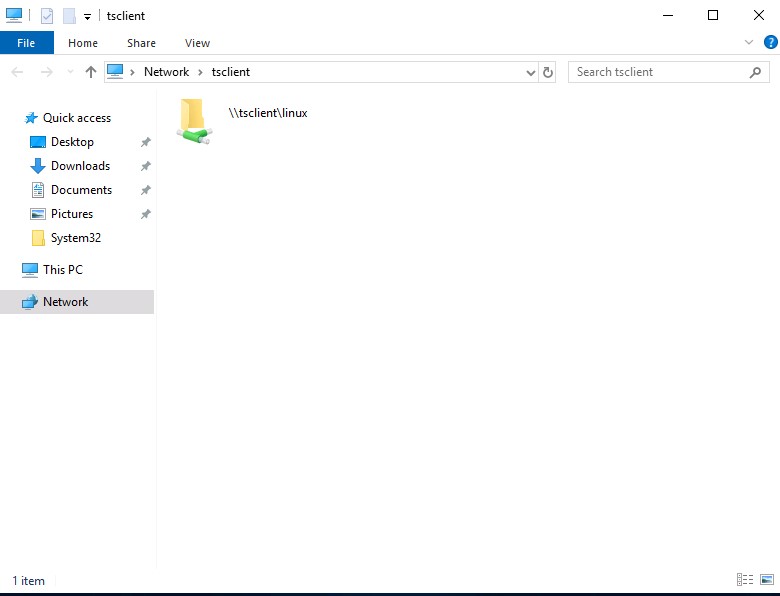 tsclient
File Home Share View
Network tsclient
Search tsclient
Quick access
Desktop
Downloads
Documents
Pictures
System32
This PC
Network
\\tsclient\linux
1 item